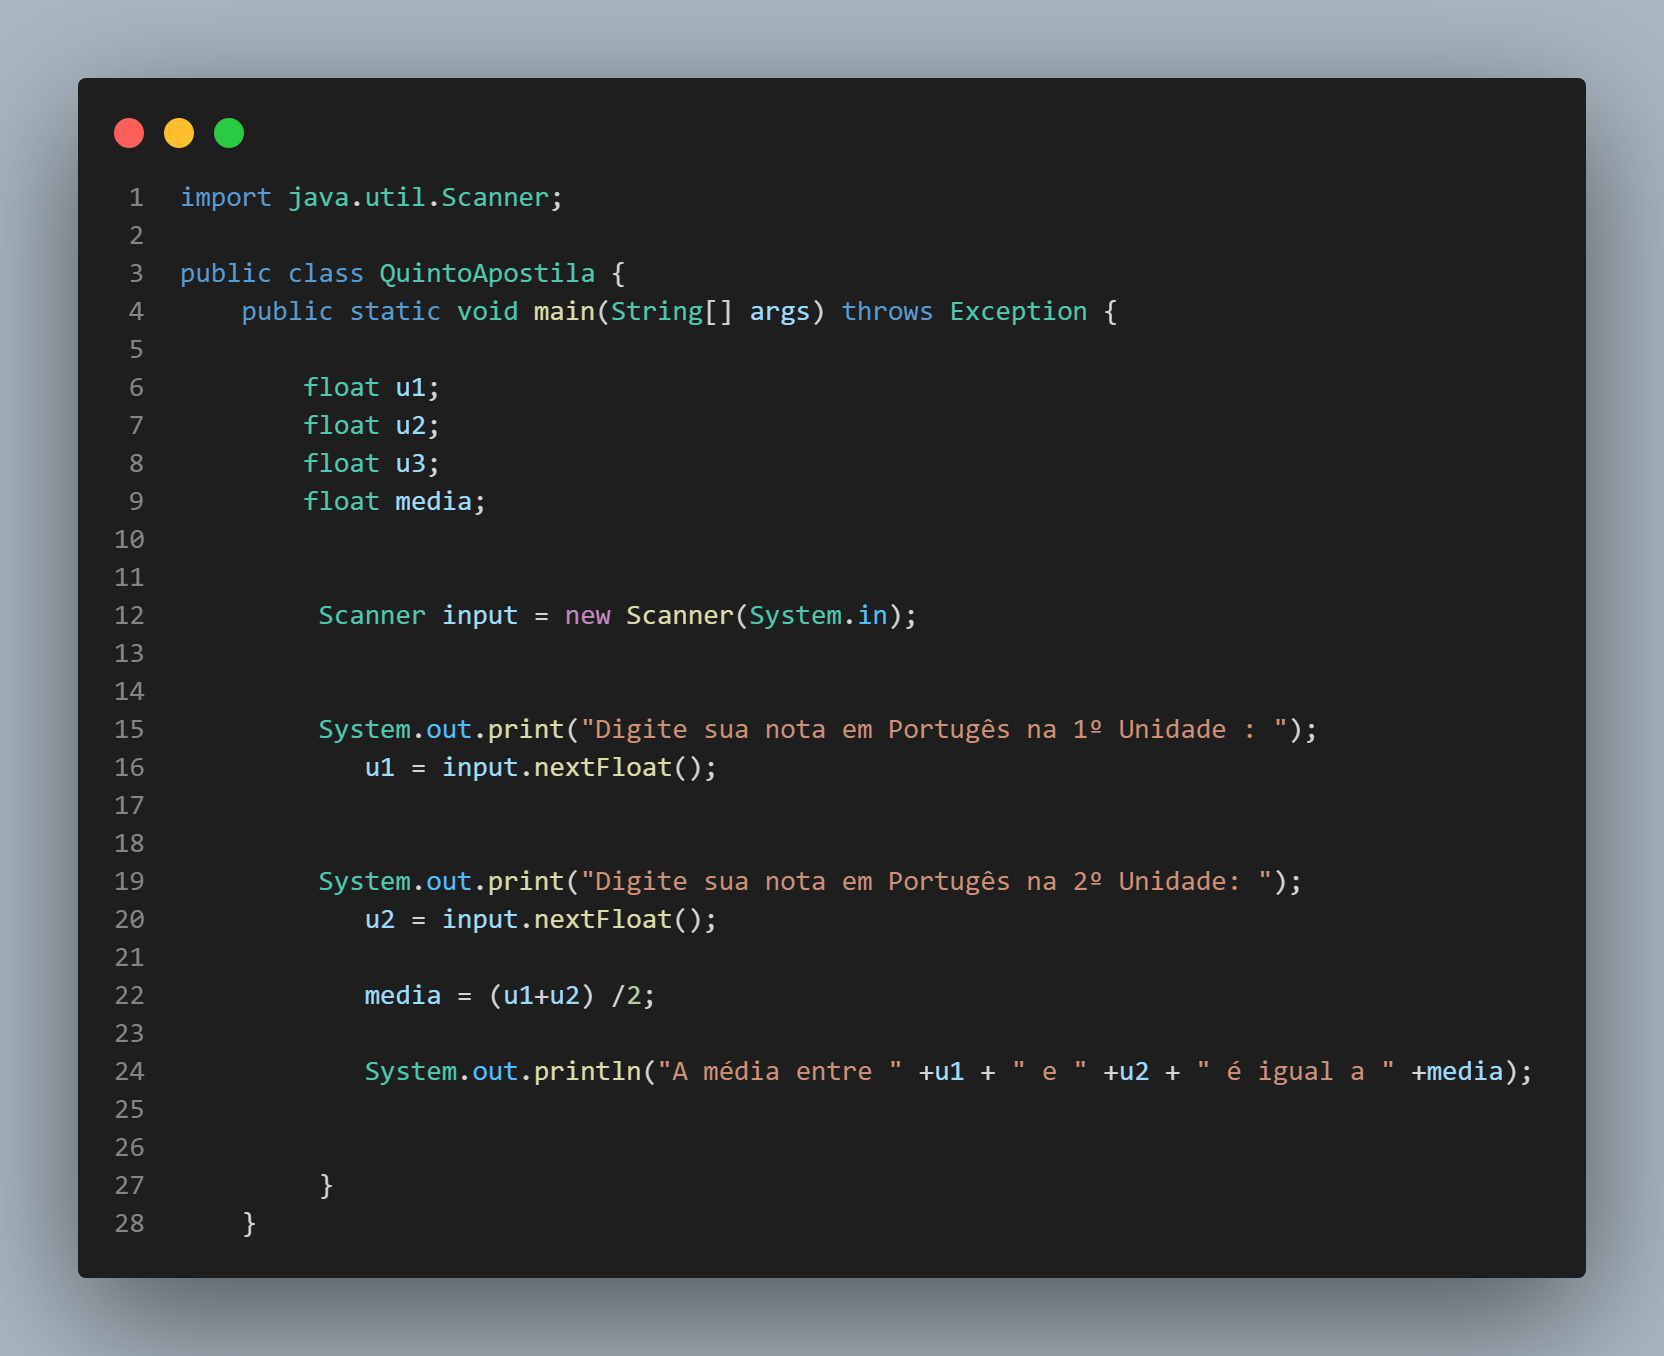 1 import java.util.Scanner;
2
3 public class QuintoApostila {
4     public static void main(String[] args) throws Exception {
5
6         float u1;
7         float u2;
8         float u3;
9         float media;
10
11
12          Scanner input = new Scanner(System.in);
13
14
15          System.out.print("Digite sua nota em Portugês na 1º Unidade : ");
16             u1 = input.nextFloat();
17
18
19          System.out.print("Digite sua nota em Portugês na 2º Unidade: ");
20             u2 = input.nextFloat();
21
22             media = (u1+u2) /2;
23
24             System.out.println("A média entre " +u1 + " e " +u2 + " é igual a " +media);
25
26
27          }
28     }